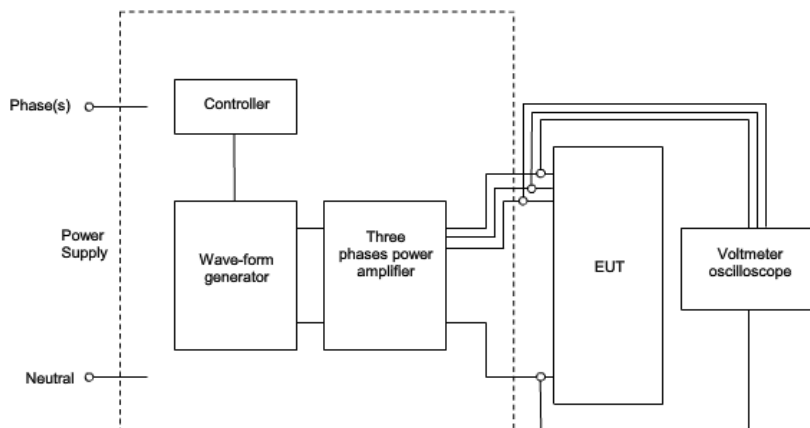 Phase(s)
Controller
Power
Supply
Wave-form
generator
Three
phases power
amplifier
EUT
Voltmeter
oscilloscope
Neutral